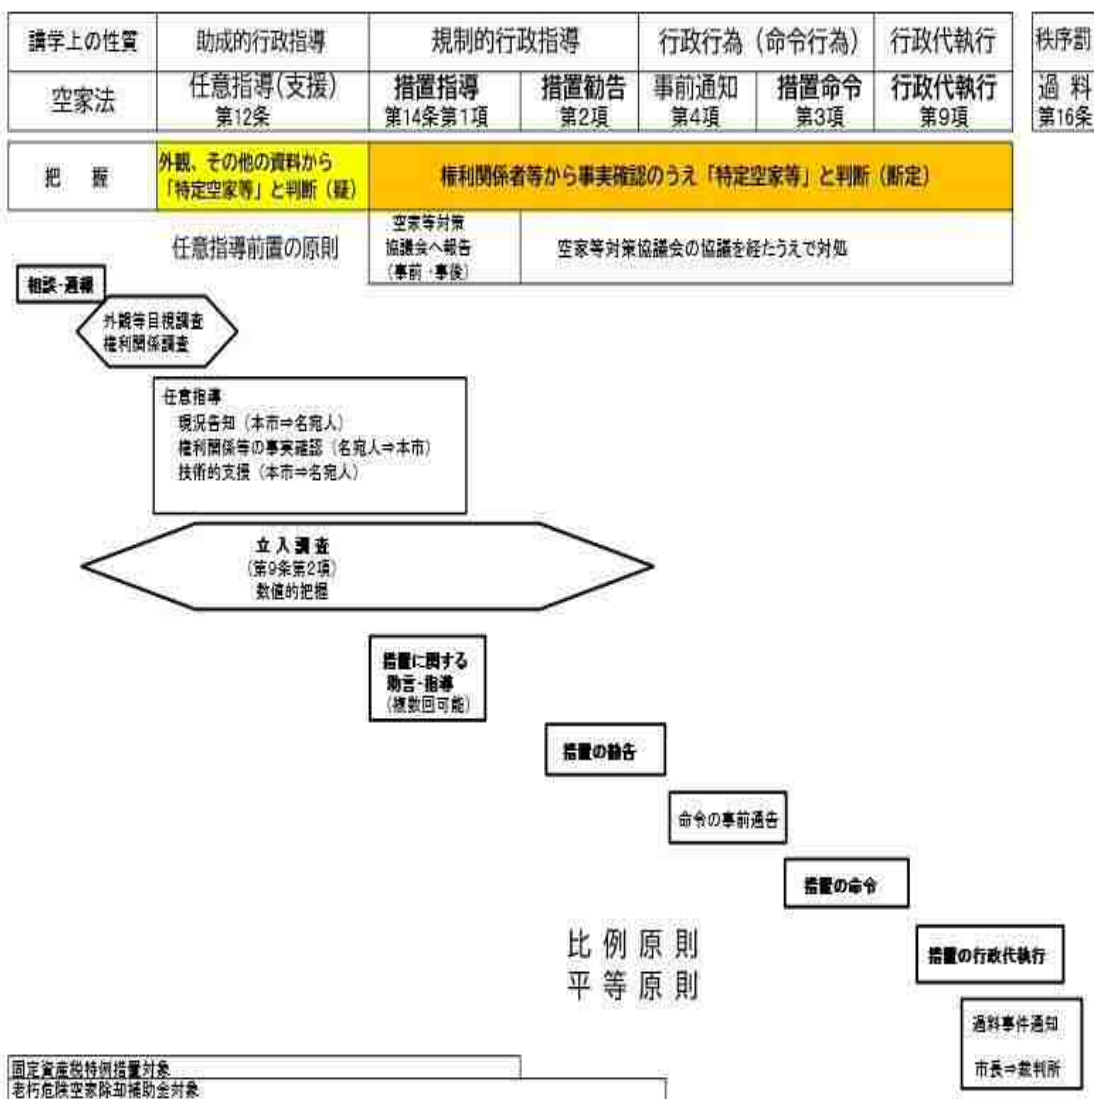 講学上の性質 助成的行政指導 規制的行政指導 行政行為（命令行為） 行政代執行 秩序罰
空家法 任意指導(支援) 措置指導 措置勧告 事前通知 措置命令 行政代執行 過 料
第12条 第14条第1項 第2項 第4項 第3項 第9項 第16条
把 握 外観、その他の資料から
「特定空家等」と判断（疑）
権利関係者等から事実確認のうえ「特定空家等」と判断（断定）
任意指導前置の原則
空家等対策
協議会へ報告
（事前・事後）
空家等対策協議会の協議を経たうえで対処
相談・通報
外観等目視調査
権利関係調査
任意指導
現況告知（本市⇒名宛人）
権利関係等の事実確認（名宛人⇒本市）
技術的支援（本市⇒名宛人）
立 入 調 査
(第9条第2項)
数値的把握
措置に関する
助言・指導
（複数回可能）
措置の勧告
命令の事前通告
措置の命令
比 例 原 則
平 等 原 則
措置の行政代執行
過料事件通知
市長⇒裁判所
固定資産税特例措置対象
老朽危険空家除却補助金対象